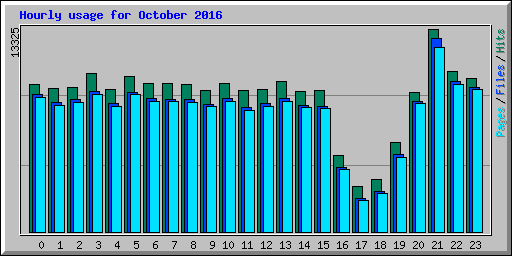 Hourly usage for October 2016
13325
Pages/Files/Hits
0 1 2 3 4 5 6 7 8 9 10 11 12 13 14 15 16 17 18 19 20 21 22 23